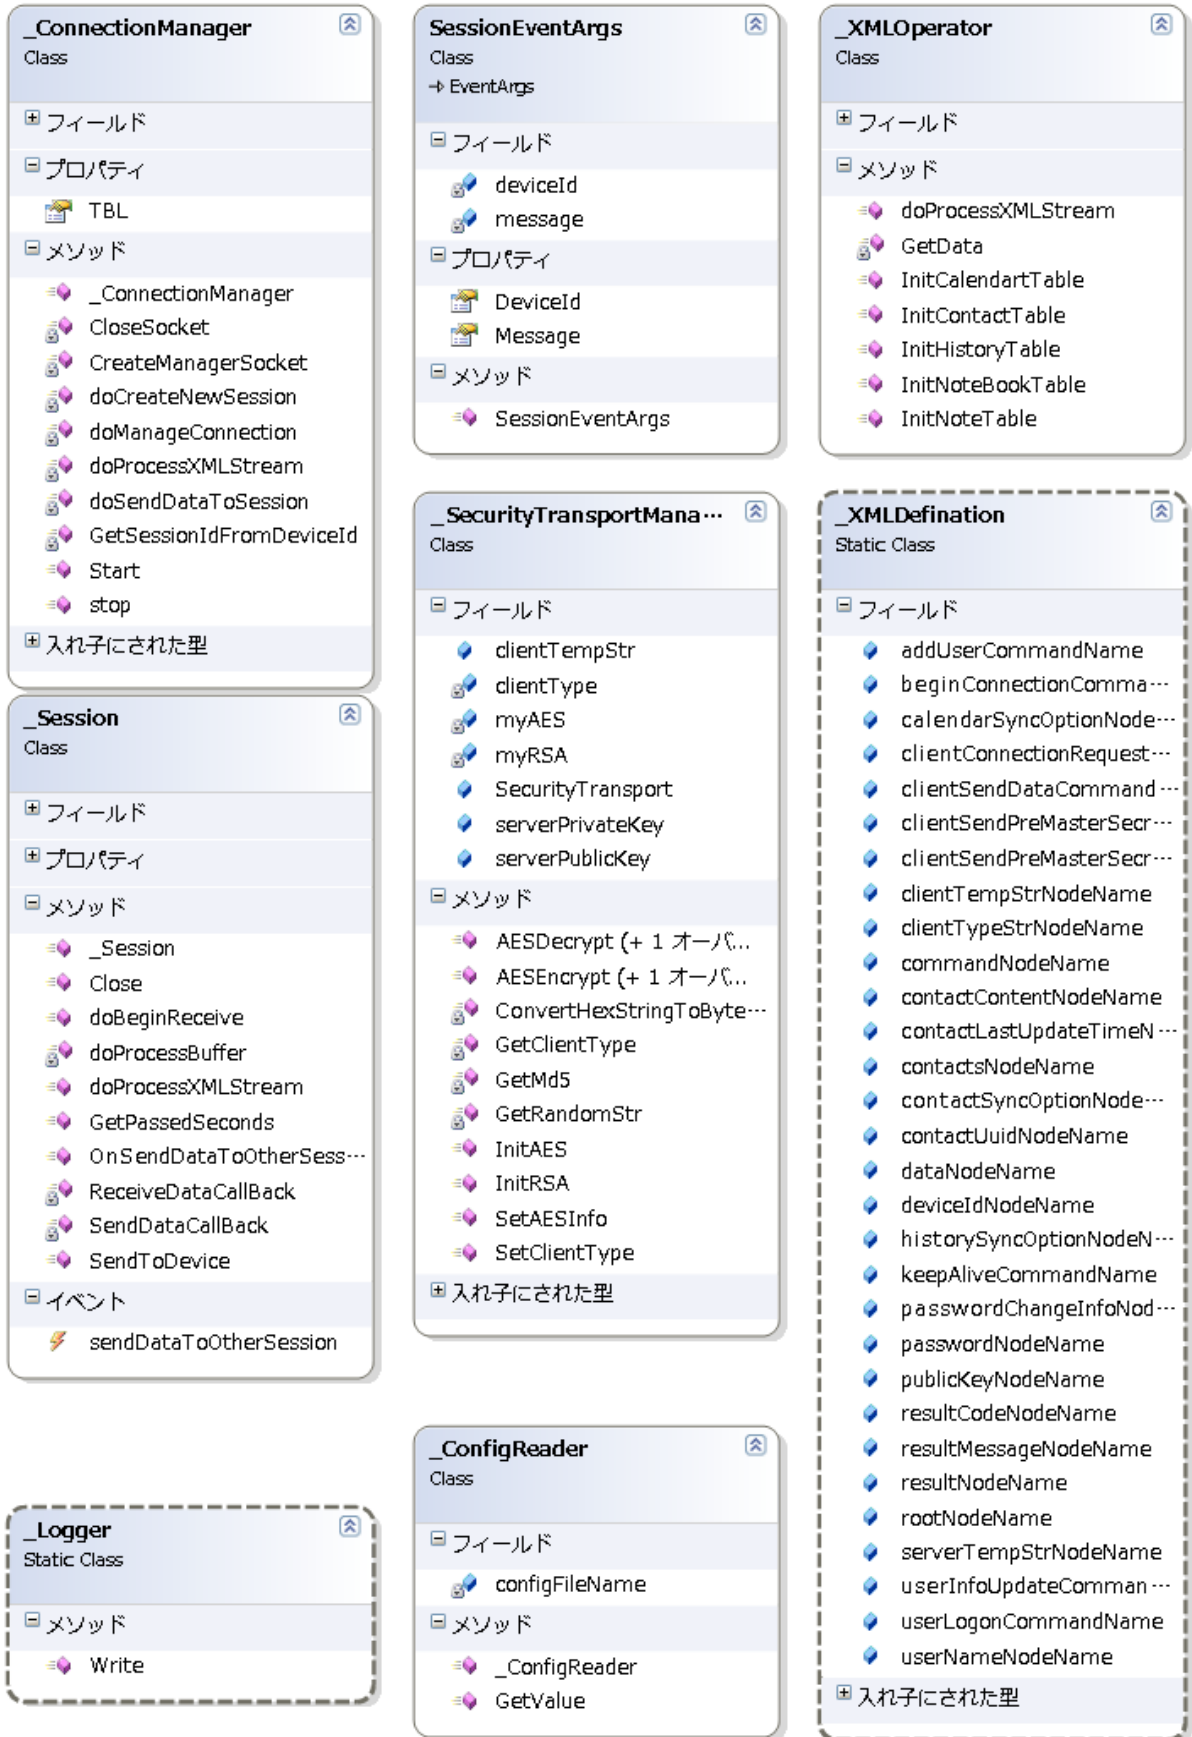 _ConnectionManager
Class
フィールド
プロパティ
TBL
メソッド
_ConnectionManager
CloseSocket
CreateManagerSocket
doCreateNewSession
doManageConnection
doProcessXMLStream
doSendDataToSession
GetSessionIdFromDeviceId
Start
stop
入れ子にされた型
_Session
Class
フィールド
プロパティ
メソッド
_Session
Close
doBeginReceive
doProcessBuffer
doProcessXMLStream
GetPassedSeconds
OnSendDataToOtherSess…
ReceiveDataCallBack
SendDataCallBack
SendToDevice
イベント
sendDataToOtherSession
_Logger
Static Class
メソッド
Write
SessionEventArgs
Class
EventArgs
フィールド
deviceId
message
プロパティ
DeviceId
Message
メソッド
SessionEventArgs
_SecurityTransportMana…
Class
フィールド
clientTempStr
clientType
myAES
myRSA
SecurityTransport
serverPrivateKey
serverPublicKey
メソッド
AESDecrypt (+ 1 オーバ...
AESEncrypt (+ 1 オーバ...
ConvertHexStringToByte…
GetClientType
GetMd5
GetRandomStr
InitAES
InitRSA
SetAESInfo
SetClientType
入れ子にされた型
_ConfigReader
Class
フィールド
configFileName
メソッド
_ConfigReader
GetValue
_XMLOperator
Class
フィールド
メソッド
doProcessXMLStream
GetData
InitCalendartTable
InitContactTable
InitHistoryTable
InitNoteBookTable
InitNoteTable
_XMLDefination
Static Class
フィールド
addUserCommandName
beginConnectionComma…
calendarSyncOptionNode…
clientConnectionRequest…
clientSendDataCommand…
clientSendPreMasterSecr…
clientSendPreMasterSecr…
clientTempStrNodeName
clientTypeStrNodeName
commandNodeName
contactContentNodeName
contactLastUpdateTimeN…
contactsNodeName
contactSyncOptionNode…
contactUuidNodeName
dataNodeName
deviceIdNodeName
historySyncOptionNodeN…
keepAliveCommandName
passwordChangeInfoNod…
passwordNodeName
publicKeyNodeName
resultCodeNodeName
resultMessageNodeName
resultNodeName
rootNodeName
serverTempStrNodeName
userInfoUpdateComman…
userLogonCommandName
userNameNodeName
入れ子にされた型